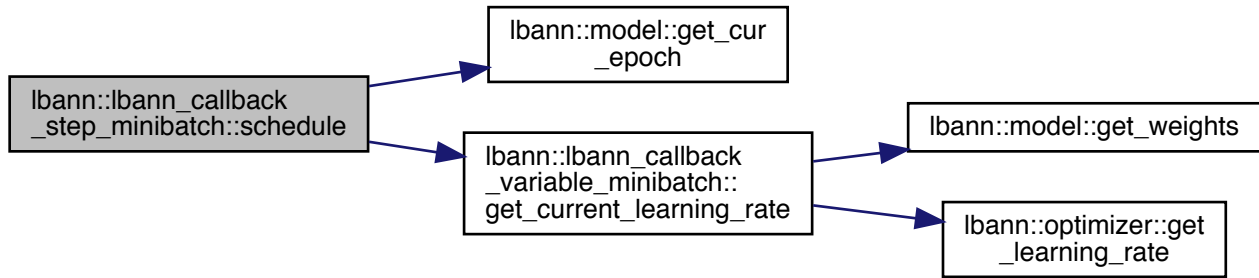 lbann::lbann_callback
_step_minibatch::schedule
lbann::model::get_cur
_epoch
lbann::lbann_callback
_variable_minibatch::
get_current_learning_rate
lbann::model::get_weights
lbann::optimizer::get
_learning_rate